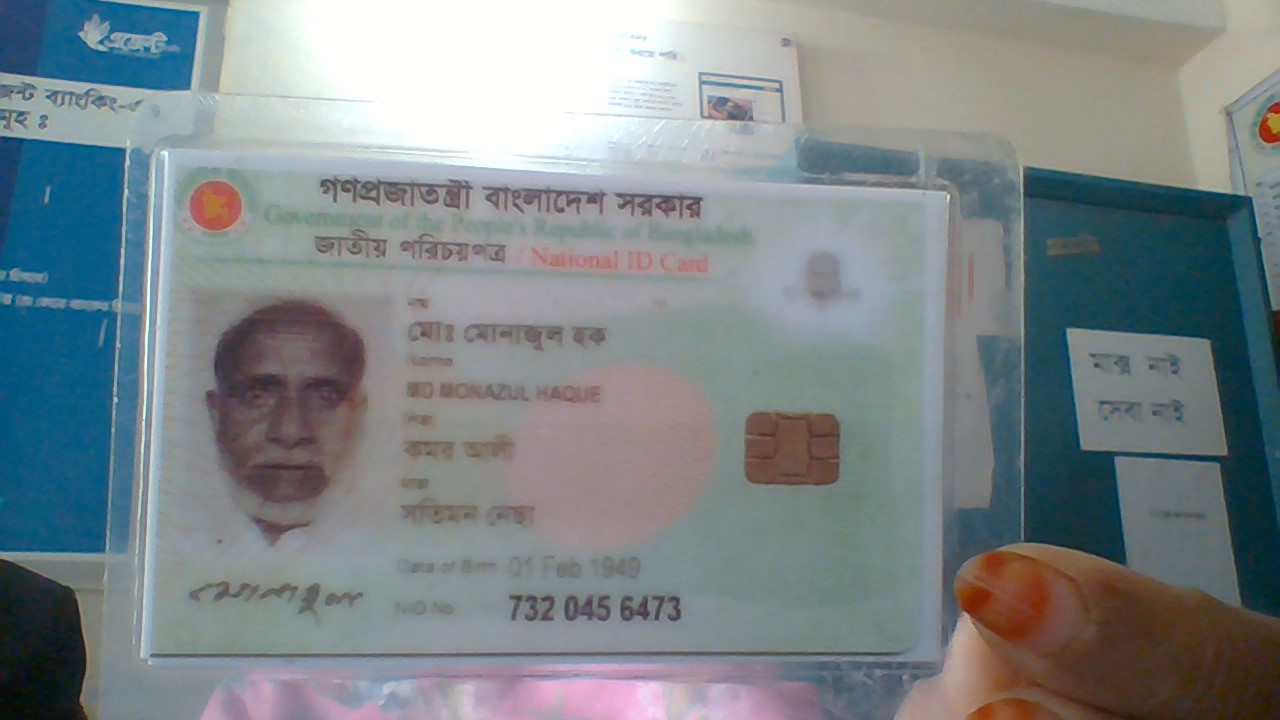 এজেন্ট
ব্যাংকিং-এ
গণপ্রজাতন্ত্রী বাংলাদেশ সরকার
Government of the People's Republic of Bangladesh
জাতীয় পরিচয়পত্র / National ID Card
নাম
মোঃ মোনাজুল হক
Name
MD MONAZUL HAQUE
পিতা
কমর আলী
মাতা
সতিমন নেছা
Date of Birth 01 Feb 1949
NID No 732 045 6473
মোনাজুল
মাস্ক নাই
সেবা নাই